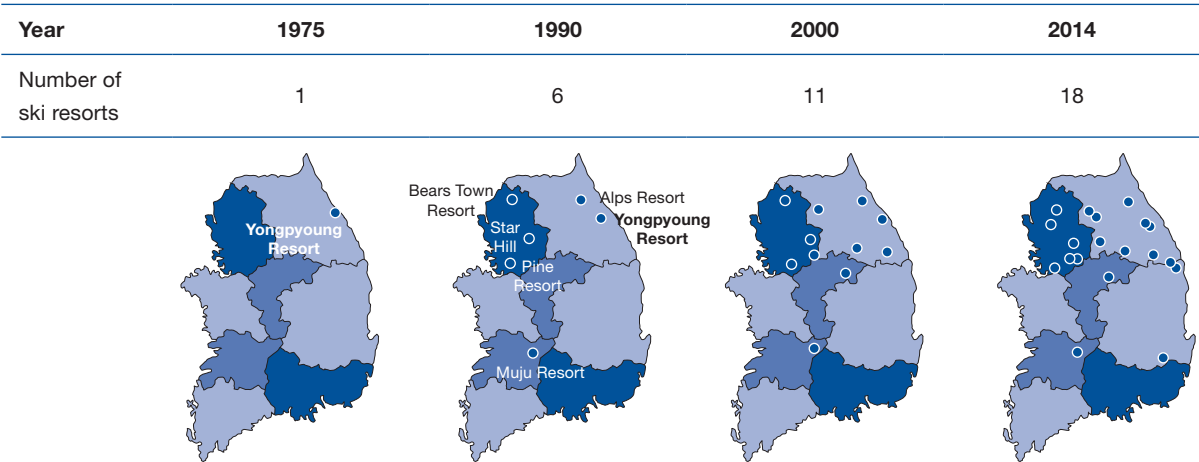 Year 1975 1990 2000 2014
Number of
ski resorts
1 6 11 18
Yongpyoung
Resort
Bears Town
Resort
Alps Resort
Yongpyoung
Resort
Star
Hill
Pine
Resort
Muju Resort